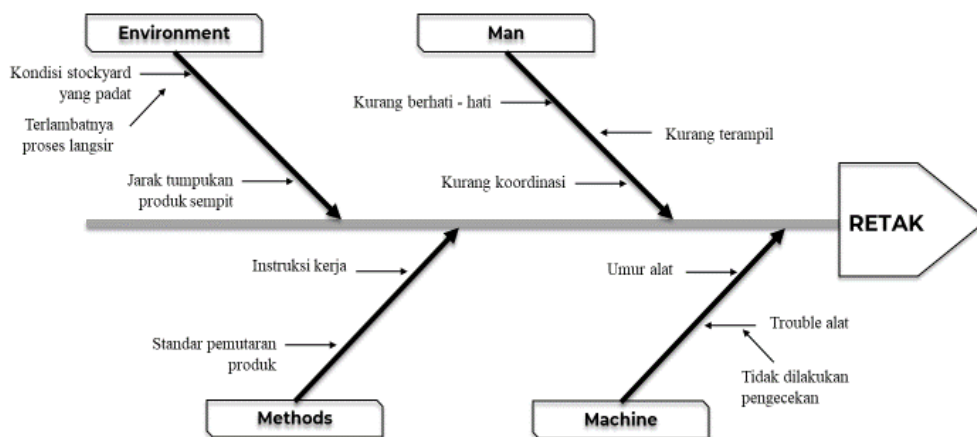 Environment
Man
Kondisi stockyard
yang padat
Terlambatnya
proses langsir
Jarak tumpukan
produk sempit
Kurang berhati - hati
Kurang terampil
Kurang koordinasi
RETAK
Instruksi kerja
Standar pemutaran
produk
Umur alat
Trouble alat
Tidak dilakukan
pengecekan
Methods
Machine